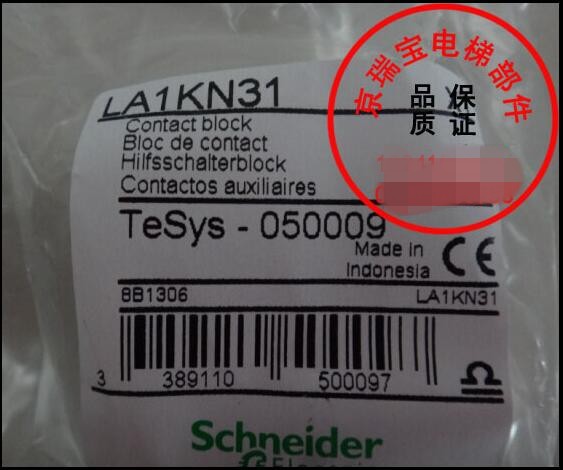 LA1KN31
Contact block
Bloc de contact
Hilfsschalterblock
Contactos auxiliaires
TeSys - 050009
Made in
Indonesia
CE
8B1306
LA1KN31
3 389110 500097
Schneider
京瑞宝电梯部件
品保
质证